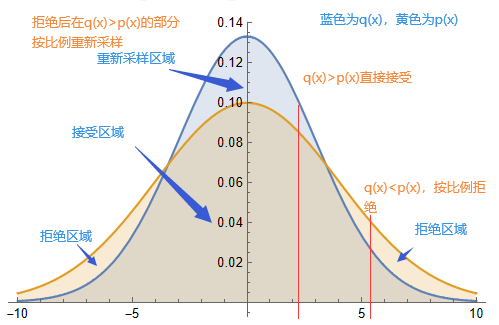 拒绝后在q(x)>p(x)的部分
按比例重新采样
蓝色为q(x)，黄色为p(x)
重新采样区域
q(x)>p(x)直接接受
接受区域
q(x)<p(x)，按比例拒
绝
拒绝区域
拒绝区域
0.14
0.12
0.10
0.08
0.06
0.04
0.02
−10
−5
0
5
10